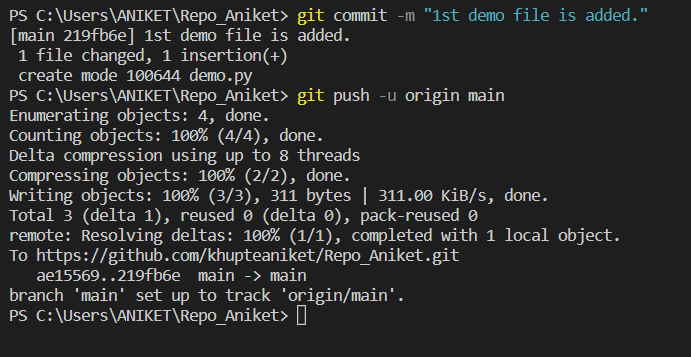 PS C:\Users\ANIKET\Repo_Aniket> git commit -m "1st demo file is added."
[main 219fb6e] 1st demo file is added.
 1 file changed, 1 insertion(+)
 create mode 100644 demo.py
PS C:\Users\ANIKET\Repo_Aniket> git push -u origin main
Enumerating objects: 4, done.
Counting objects: 100% (4/4), done.
Delta compression using up to 8 threads
Compressing objects: 100% (2/2), done.
Writing objects: 100% (3/3), 311 bytes | 311.00 KiB/s, done.
Total 3 (delta 1), reused 0 (delta 0), pack-reused 0
remote: Resolving deltas: 100% (1/1), completed with 1 local object.
To https://github.com/khupteaniket/Repo_Aniket.git
   ae15569..219fb6e  main -> main
branch 'main' set up to track 'origin/main'.
PS C:\Users\ANIKET\Repo_Aniket>